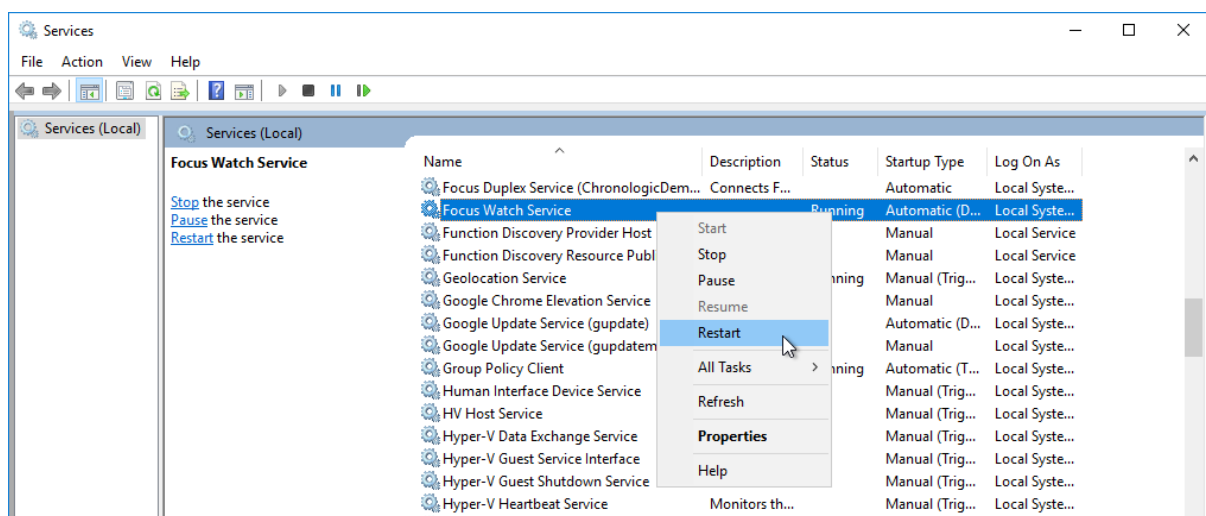 Services
File Action View Help
Services (Local)
Services (Local)
Focus Watch Service
Stop the service
Pause the service
Restart the service
Name Description Status Startup Type Log On As
Focus Duplex Service (ChronologicDem... Connects F... Automatic Local Syste...
Focus Watch Service Running Automatic (D... Local Syste...
Function Discovery Provider Host Manual Local Service
Function Discovery Resource Publ Manual Local Service
Geolocation Service nning Manual (Trig... Local Syste...
Google Chrome Elevation Service Manual Local Syste...
Google Update Service (gupdate) Automatic (D... Local Syste...
Google Update Service (gupdatem Manual Local Syste...
Group Policy Client nning Automatic (T... Local Syste...
Human Interface Device Service Manual (Trig... Local Syste...
HV Host Service Manual (Trig... Local Syste...
Hyper-V Data Exchange Service Manual (Trig... Local Syste...
Hyper-V Guest Service Interface Manual (Trig... Local Syste...
Hyper-V Guest Shutdown Service Manual (Trig... Local Syste...
Hyper-V Heartbeat Service Monitors th... Manual (Trig... Local Syste...
Start
Stop
Pause
Resume
Restart
All Tasks
Refresh
Properties
Help